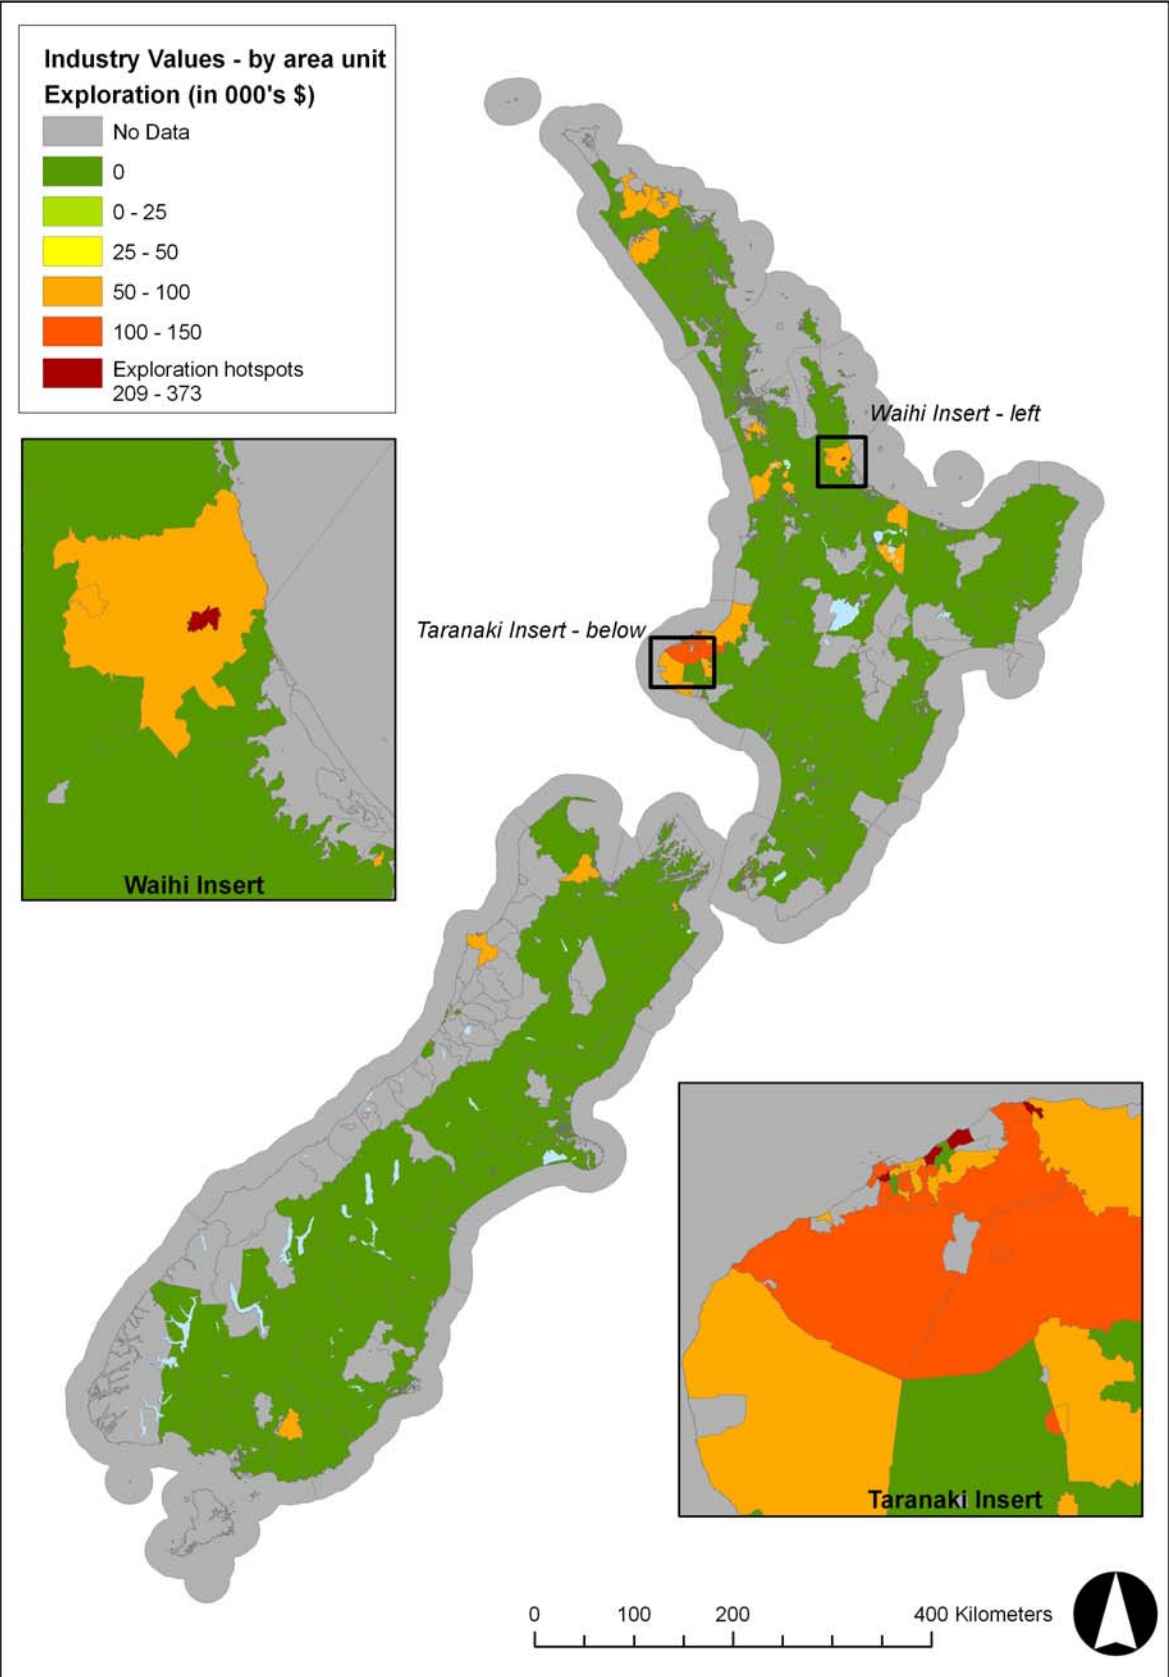 Industry Values - by area unit
Exploration (in 000's $)
No Data
0
0 - 25
25 - 50
50 - 100
100 - 150
Exploration hotspots
209 - 373
Waihi Insert - left
Taranaki Insert - below
Waihi Insert
Taranaki Insert
0 100 200 400 Kilometers